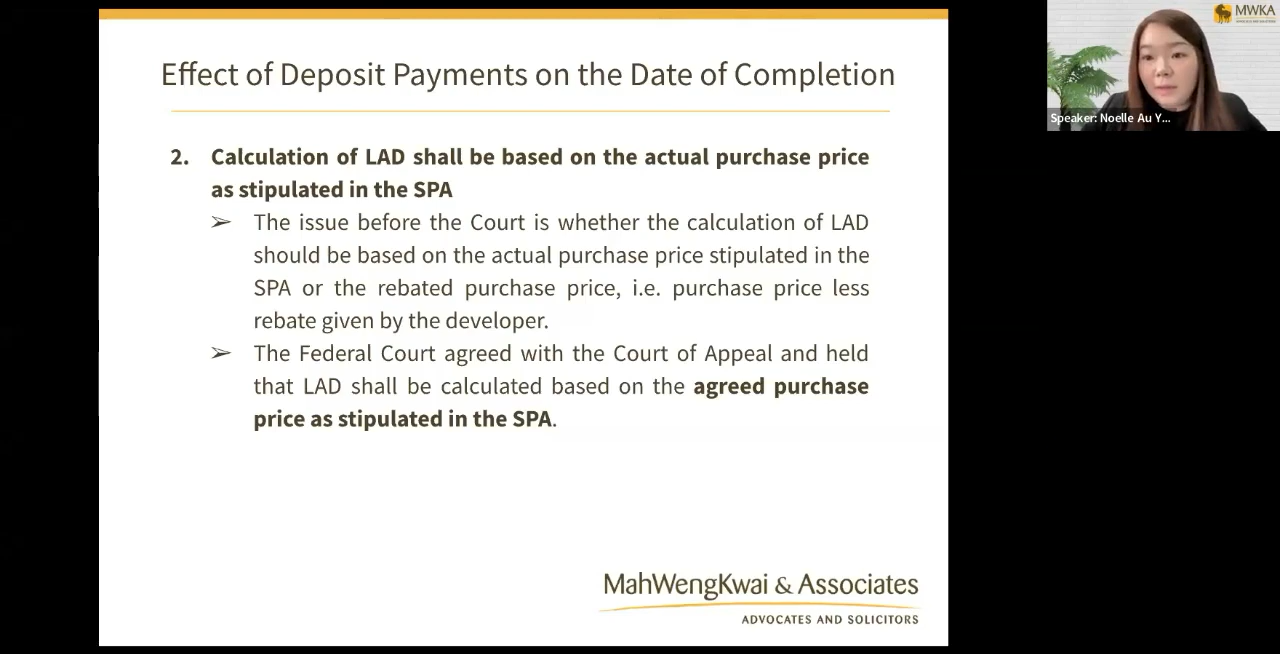 Effect of Deposit Payments on the Date of Completion
2. Calculation of LAD shall be based on the actual purchase price
as stipulated in the SPA
➢ The issue before the Court is whether the calculation of LAD
should be based on the actual purchase price stipulated in the
SPA or the rebated purchase price, i.e. purchase price less
rebate given by the developer.
➢ The Federal Court agreed with the Court of Appeal and held
that LAD shall be calculated based on the agreed purchase
price as stipulated in the SPA.
MahWengKwai & Associates
ADVOCATES AND SOLICITORS
MWKA
Speaker: Noelle Au Y...